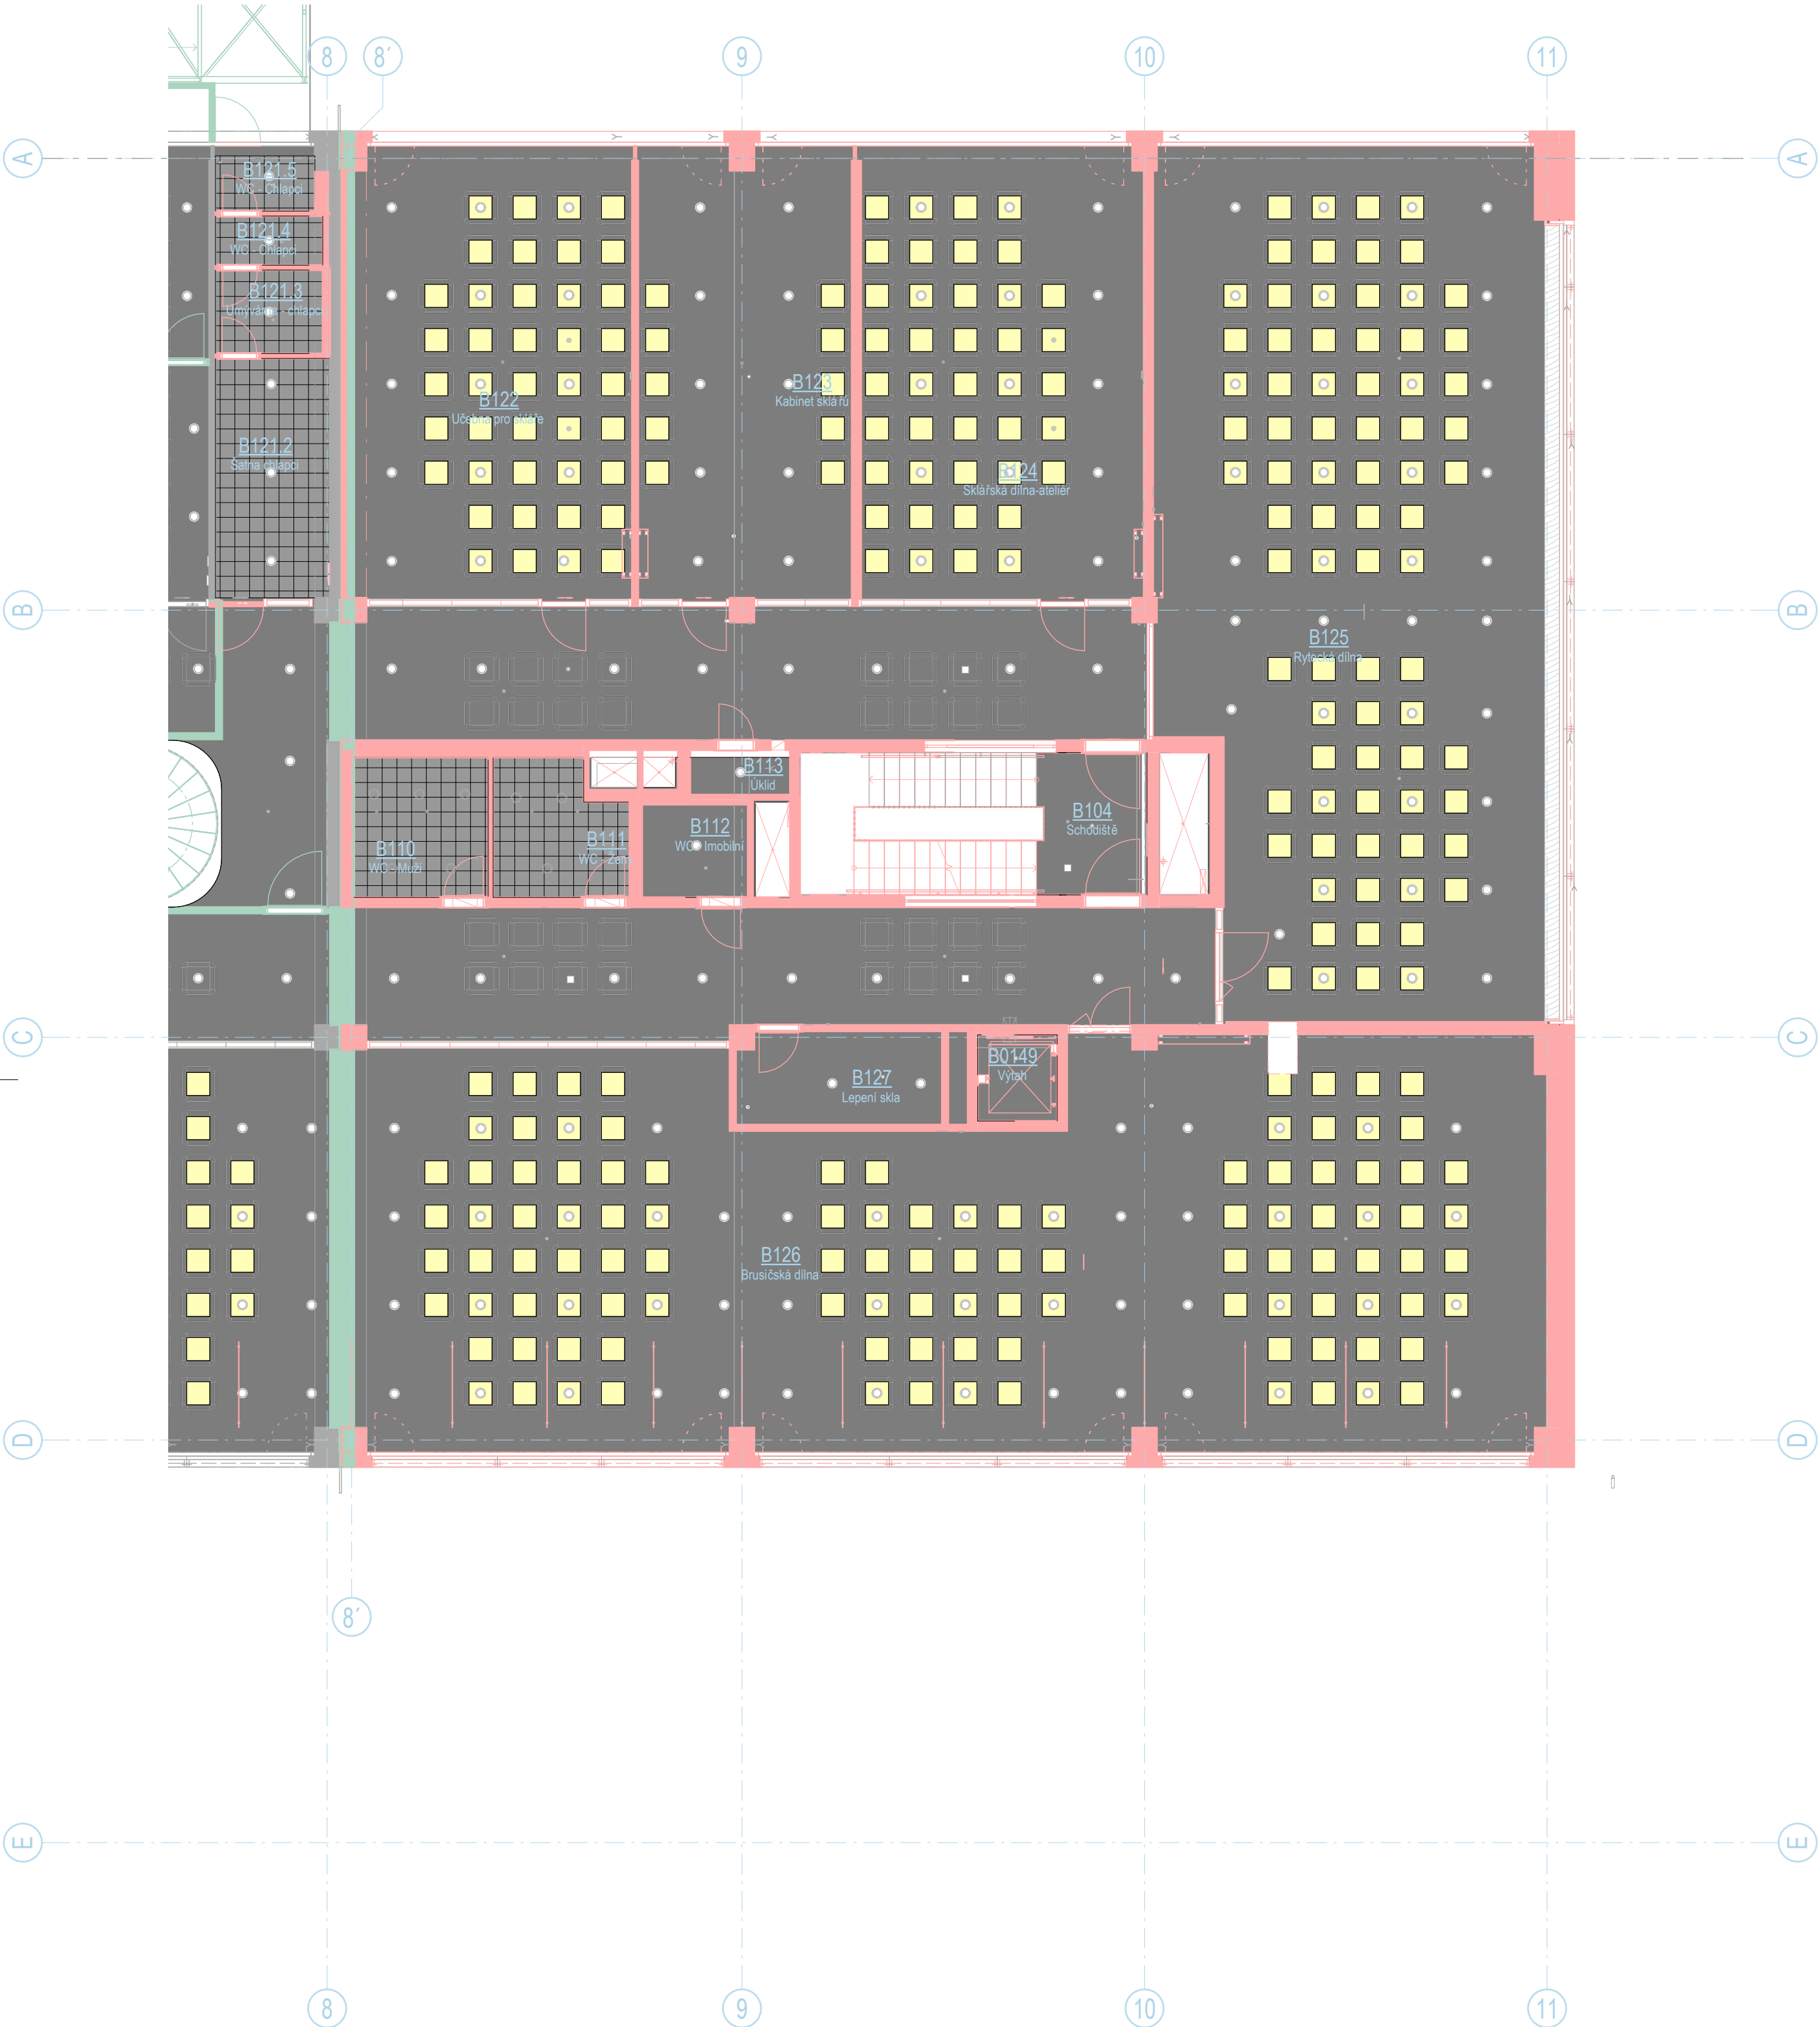 8
8´
9
10
11
A
A
B121.5
WC - Chlapci
B121.4
WC - Chlapci
B121.3
Umývárna - chlapci
B122
Učebna pro skláře
B123
Kabinet sklářů
B121.2
Šatna chlapci
B124
Sklářská dílna-ateliér
B
B
B125
Rytecká dílna
B113
Úklid
B104
Schodiště
B112
WC - Imobilní
B111
WC - Ženy
B110
WC - Muži
C
C
B0149
Výtah
B127
Lepení skla
B126
Brusičská dílna
D
D
8´
E
E
8
9
10
11